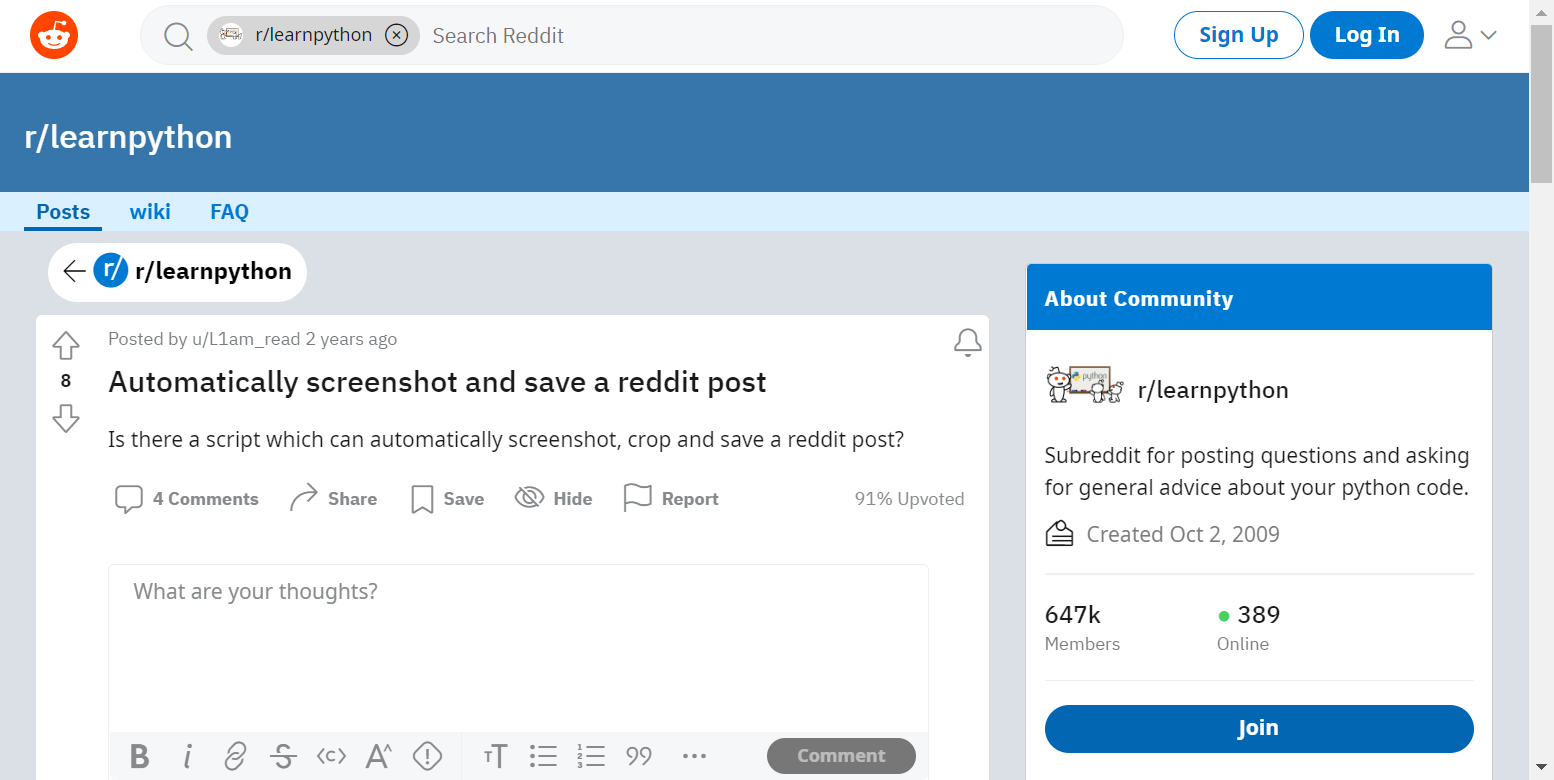 r/learnpython
Search Reddit
Sign Up
Log In
r/learnpython
Posts
wiki
FAQ
r/
r/learnpython
Posted by u/L1am_read 2 years ago
8
Automatically screenshot and save a reddit post
Is there a script which can automatically screenshot, crop and save a reddit post?
4 Comments
Share
Save
Hide
Report
91% Upvoted
What are your thoughts?
Comment
About Community
python
r/learnpython
Subreddit for posting questions and asking
for general advice about your python code.
Created Oct 2, 2009
647k
Members
389
Online
Join